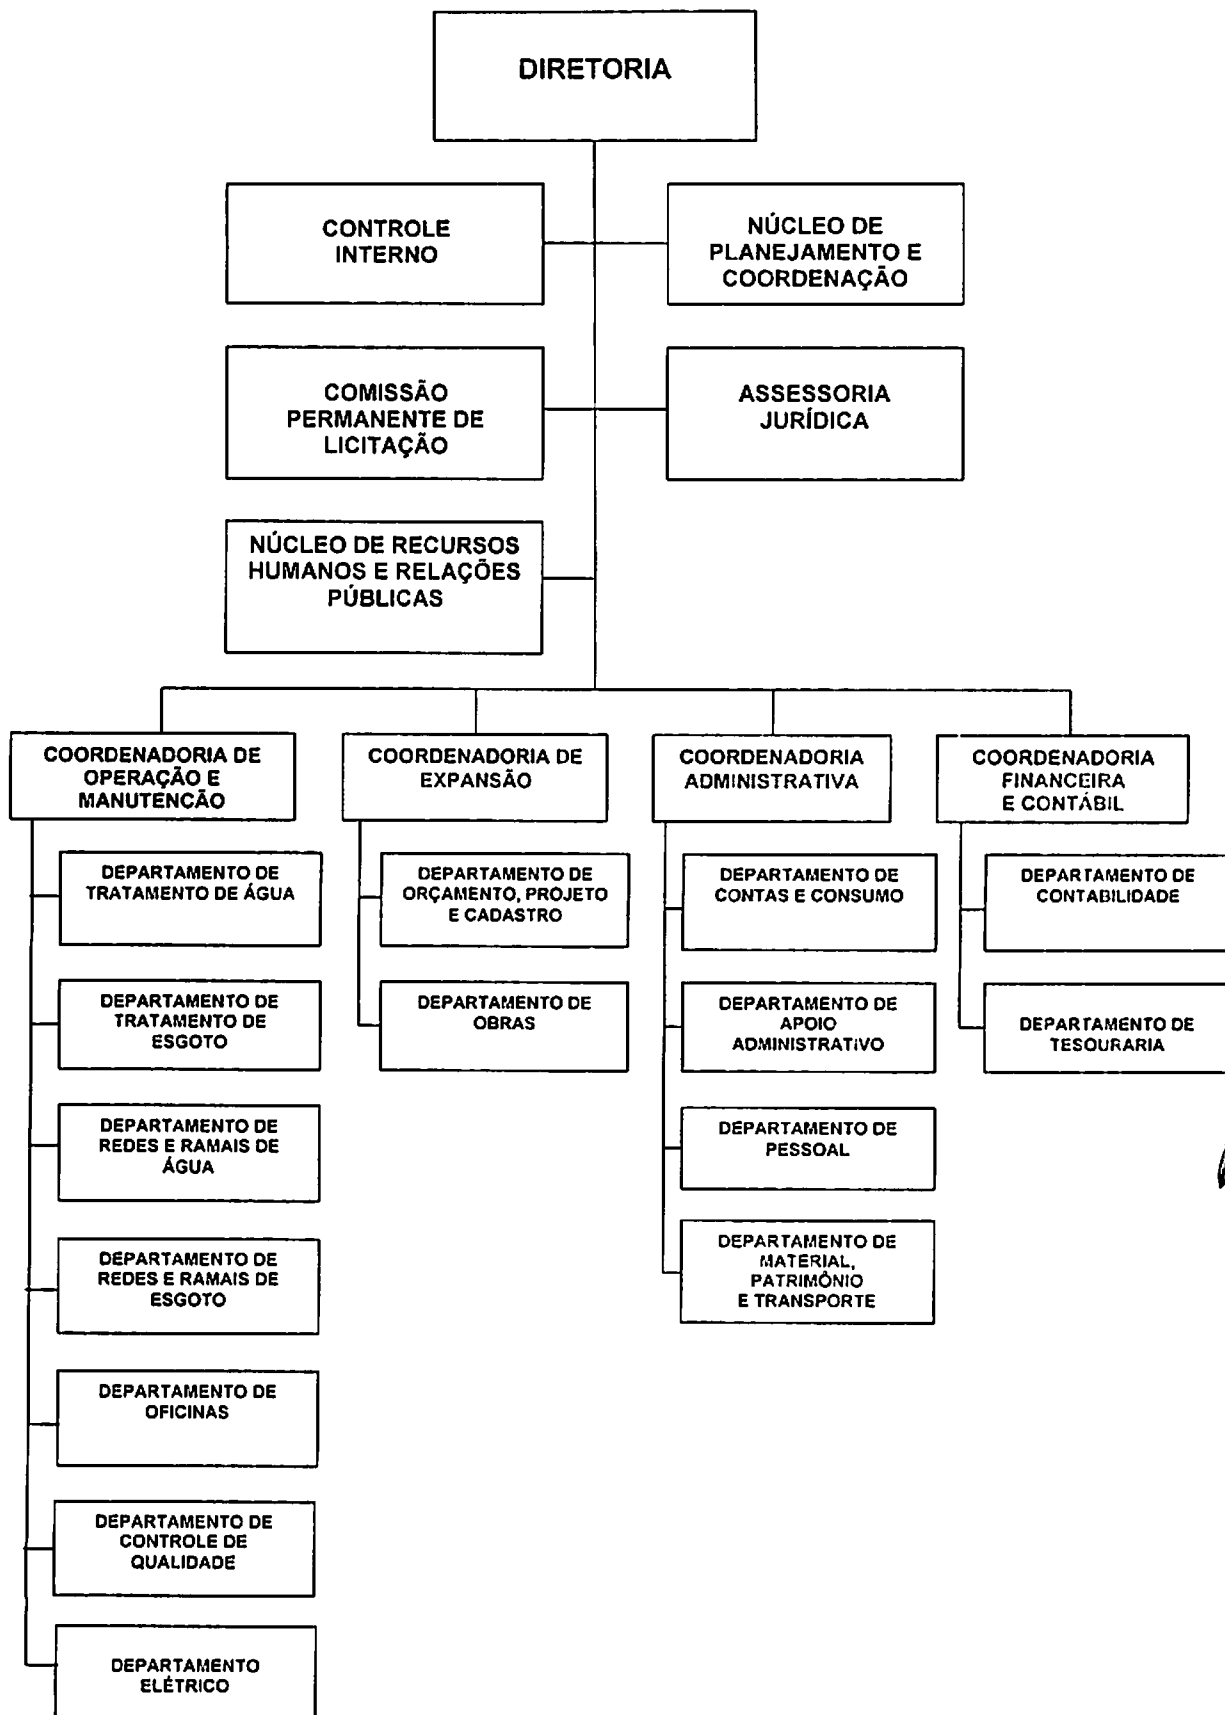 DIRETORIA
CONTROLE
INTERNO
NÚCLEO DE
PLANEJAMENTO E
COORDENAÇÃO
COMISSÃO
PERMANENTE DE
LICITAÇÃO
ASSESSORIA
JURÍDICA
NÚCLEO DE RECURSOS
HUMANOS E RELAÇÕES
PÚBLICAS
COORDENADORIA DE
OPERAÇÃO E
MANUTENCÃO
DEPARTAMENTO DE
TRATAMENTO DE ÁGUA
DEPARTAMENTO DE
TRATAMENTO DE
ESGOTO
DEPARTAMENTO DE
REDES E RAMAIS DE
ÁGUA
DEPARTAMENTO DE
REDES E RAMAIS DE
ESGOTO
DEPARTAMENTO DE
OFICINAS
DEPARTAMENTO DE
CONTROLE DE
QUALIDADE
DEPARTAMENTO
ELÉTRICO
COORDENADORIA DE
EXPANSÃO
DEPARTAMENTO DE
ORÇAMENTO, PROJETO
E CADASTRO
DEPARTAMENTO DE
OBRAS
COORDENADORIA
ADMINISTRATIVA
DEPARTAMENTO DE
CONTAS E CONSUMO
DEPARTAMENTO DE
APOIO
ADMINISTRATIVO
DEPARTAMENTO DE
PESSOAL
DEPARTAMENTO DE
MATERIAL,
PATRIMÔNIO
E TRANSPORTE
COORDENADORIA
FINANCEIRA
E CONTÁBIL
DEPARTAMENTO DE
CONTABILIDADE
DEPARTAMENTO DE
TESOURARIA